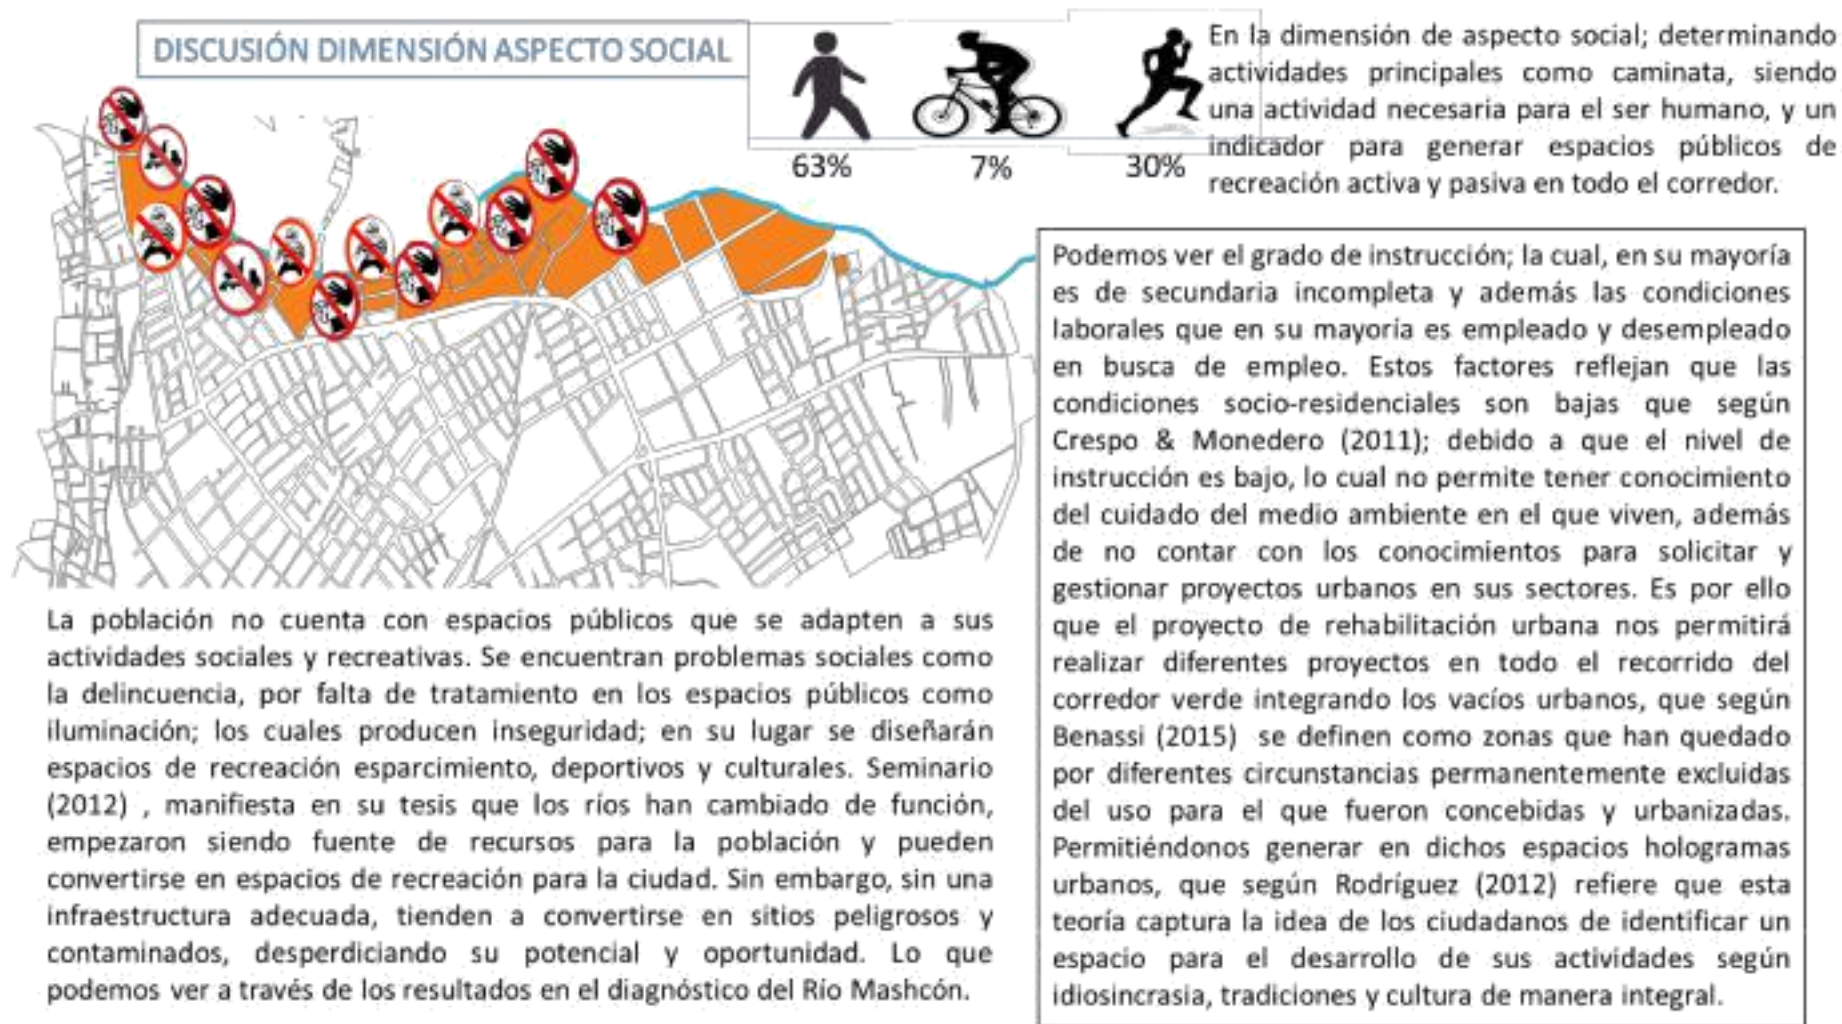 DISCUSIÓN DIMENSIÓN ASPECTO SOCIAL
63%
7%
30%
En la dimensión de aspecto social; determinando
actividades principales como caminata, siendo
una actividad necesaria para el ser humano, y un
indicador para generar espacios públicos de
recreación activa y pasiva en todo el corredor.
La población no cuenta con espacios públicos que se adapten a sus
actividades sociales y recreativas. Se encuentran problemas sociales como
la delincuencia, por falta de tratamiento en los espacios públicos como
iluminación; los cuales producen inseguridad; en su lugar se diseñarán
espacios de recreación esparcimiento, deportivos y culturales. Seminario
(2012) , manifiesta en su tesis que los ríos han cambiado de función,
empezaron siendo fuente de recursos para la población y pueden
convertirse en espacios de recreación para la ciudad. Sin embargo, sin una
infraestructura adecuada, tienden a convertirse en sitios peligrosos y
contaminados, desperdiciando su potencial y oportunidad. Lo que
podemos ver a través de los resultados en el diagnóstico del Río Mashcón.
Podemos ver el grado de instrucción; la cual, en su mayoría
es de secundaria incompleta y además las condiciones
laborales que en su mayoría es empleado y desempleado
en busca de empleo. Estos factores reflejan que las
condiciones socio-residenciales son bajas que según
Crespo & Monedero (2011); debido a que el nivel de
instrucción es bajo, lo cual no permite tener conocimiento
del cuidado del medio ambiente en el que viven, además
de no contar con los conocimientos para solicitar y
gestionar proyectos urbanos en sus sectores. Es por ello
que el proyecto de rehabilitación urbana nos permitirá
realizar diferentes proyectos en todo el recorrido del
corredor verde integrando los vacíos urbanos, que según
Benassi (2015) se definen como zonas que han quedado
por diferentes circunstancias permanentemente excluidas
del uso para el que fueron concebidas y urbanizadas.
Permitiéndonos generar en dichos espacios hologramas
urbanos, que según Rodríguez (2012) refiere que esta
teoría captura la idea de los ciudadanos de identificar un
espacio para el desarrollo de sus actividades según
idiosincrasia, tradiciones y cultura de manera integral.